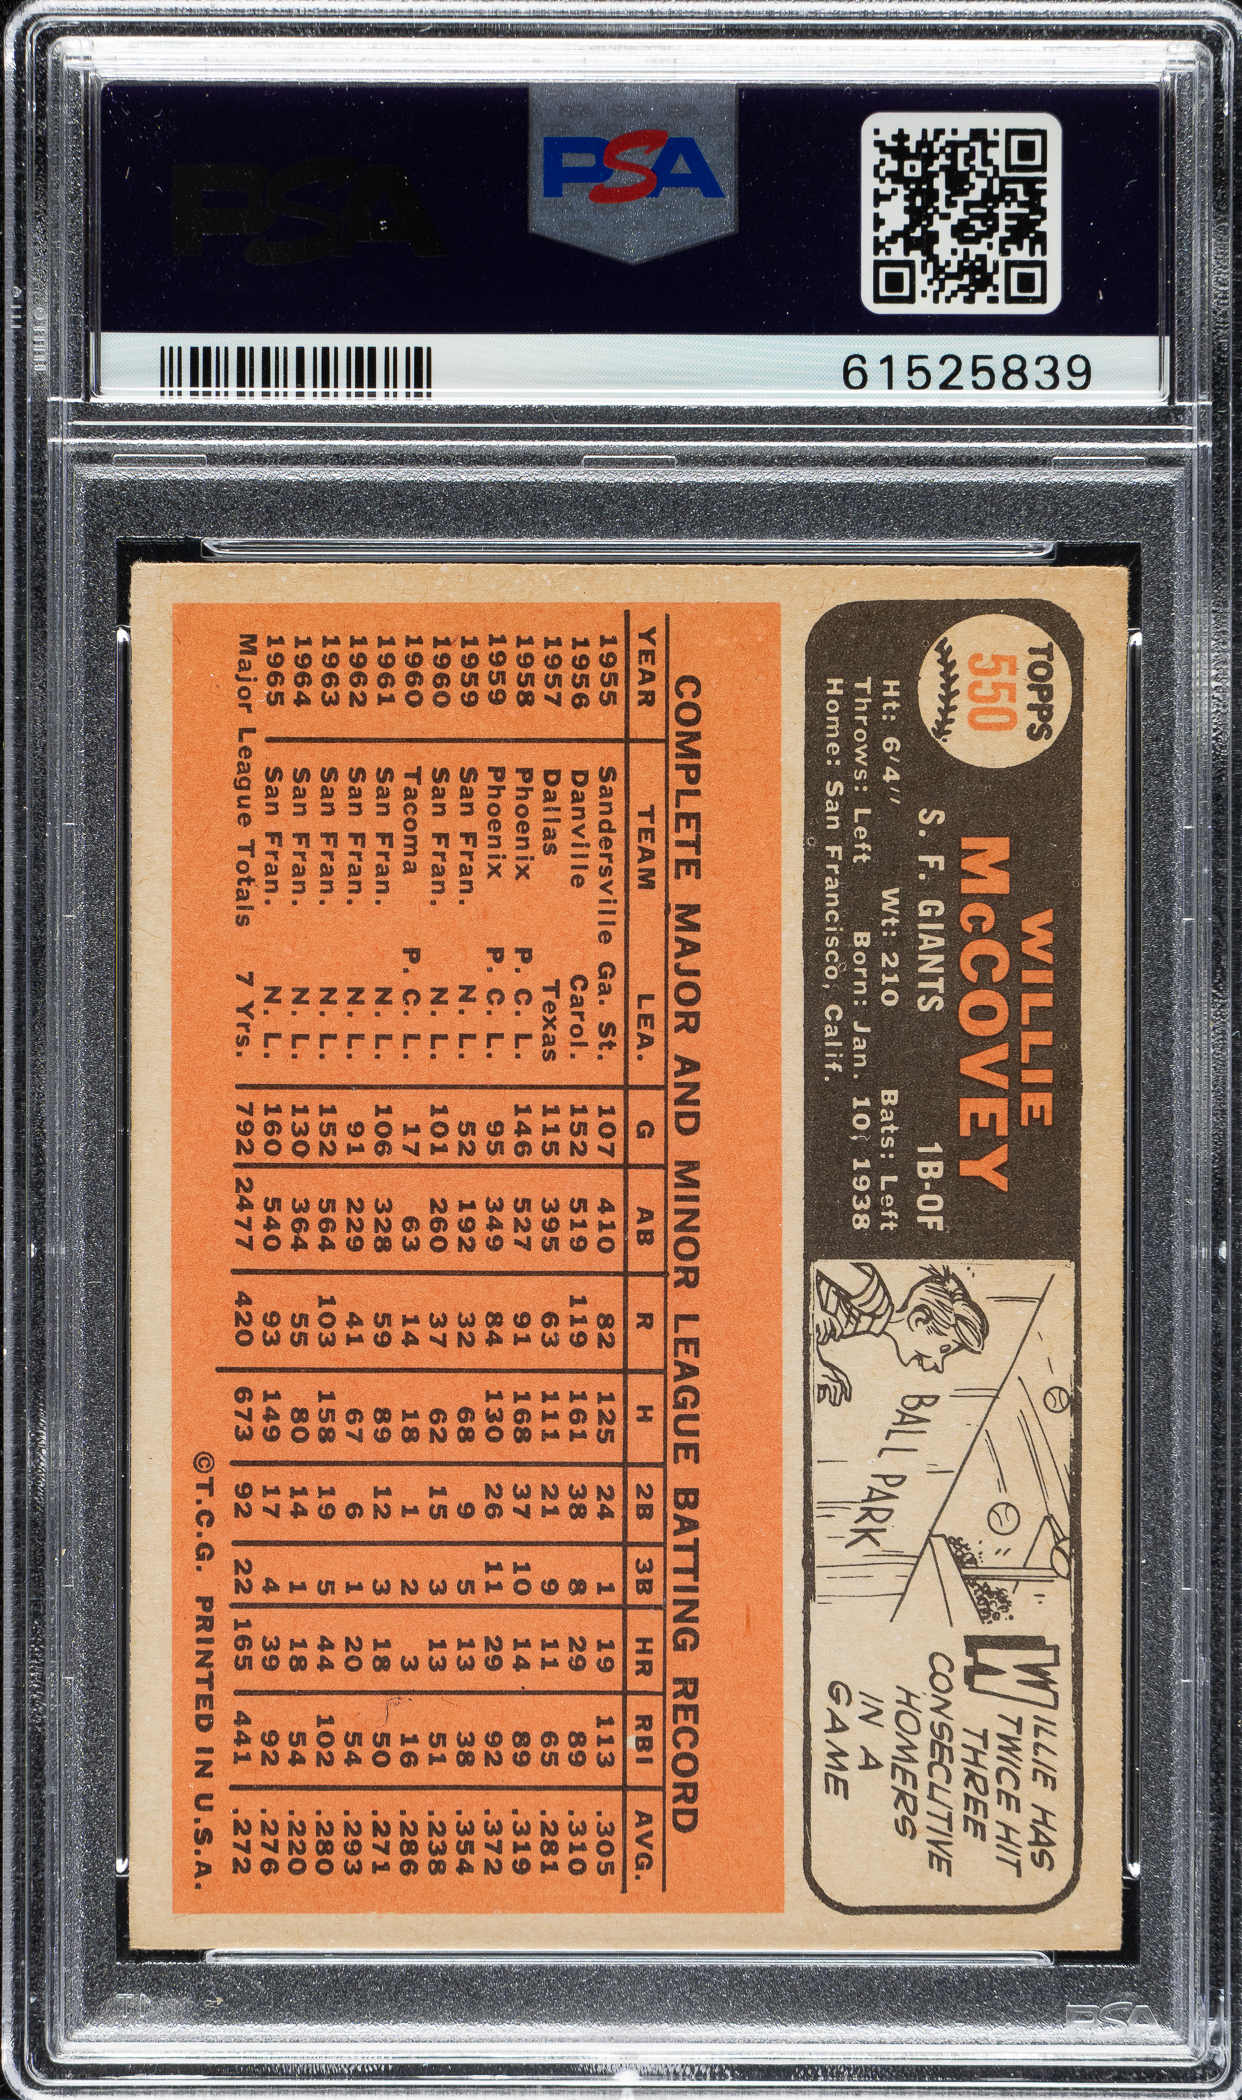 PSA
PSA
61525839
TOPPS
550
WILLIE
McCOVEY
S. F. GIANTS 1B-OF
Ht: 6'4" Wt: 210 Bats: Left
Throws: Left Born: Jan. 10, 1938
Home: San Francisco, Calif.
BALL PARK
WILLIE HAS
TWICE HIT
THREE
CONSECUTIVE
HOMERS
IN A
GAME
COMPLETE MAJOR AND MINOR LEAGUE BATTING RECORD
YEAR TEAM LEA. G AB R H 2B 3B HR RBI AVG.
1955 Sandersville Ga. St. 107 410 82 125 24 1 19 113 .305
1956 Danville Carol. 152 519 119 161 38 8 29 89 .310
1957 Dallas Texas 115 395 63 111 21 9 11 65 .281
1958 Phoenix P. C. L. 146 527 91 168 37 10 14 89 .319
1959 Phoenix P. C. L. 95 349 84 130 26 11 29 92 .372
1959 San Fran. N. L. 52 192 32 68 9 5 13 38 .354
1960 San Fran. N. L. 101 260 37 62 15 3 13 51 .238
1960 Tacoma P. C. L. 17 63 14 18 1 2 3 16 .286
1961 San Fran. N. L. 106 328 59 89 12 3 18 50 .271
1962 San Fran. N. L. 91 229 41 67 6 1 20 54 .293
1963 San Fran. N. L. 152 564 103 158 19 5 44 102 .280
1964 San Fran. N. L. 130 364 55 80 14 1 18 54 .220
1965 San Fran. N. L. 160 540 93 149 17 4 39 92 .276
Major League Totals 7 Yrs. 792 2477 420 673 92 22 165 441 .272
©T.C.G. PRINTED IN U.S.A.
PSA